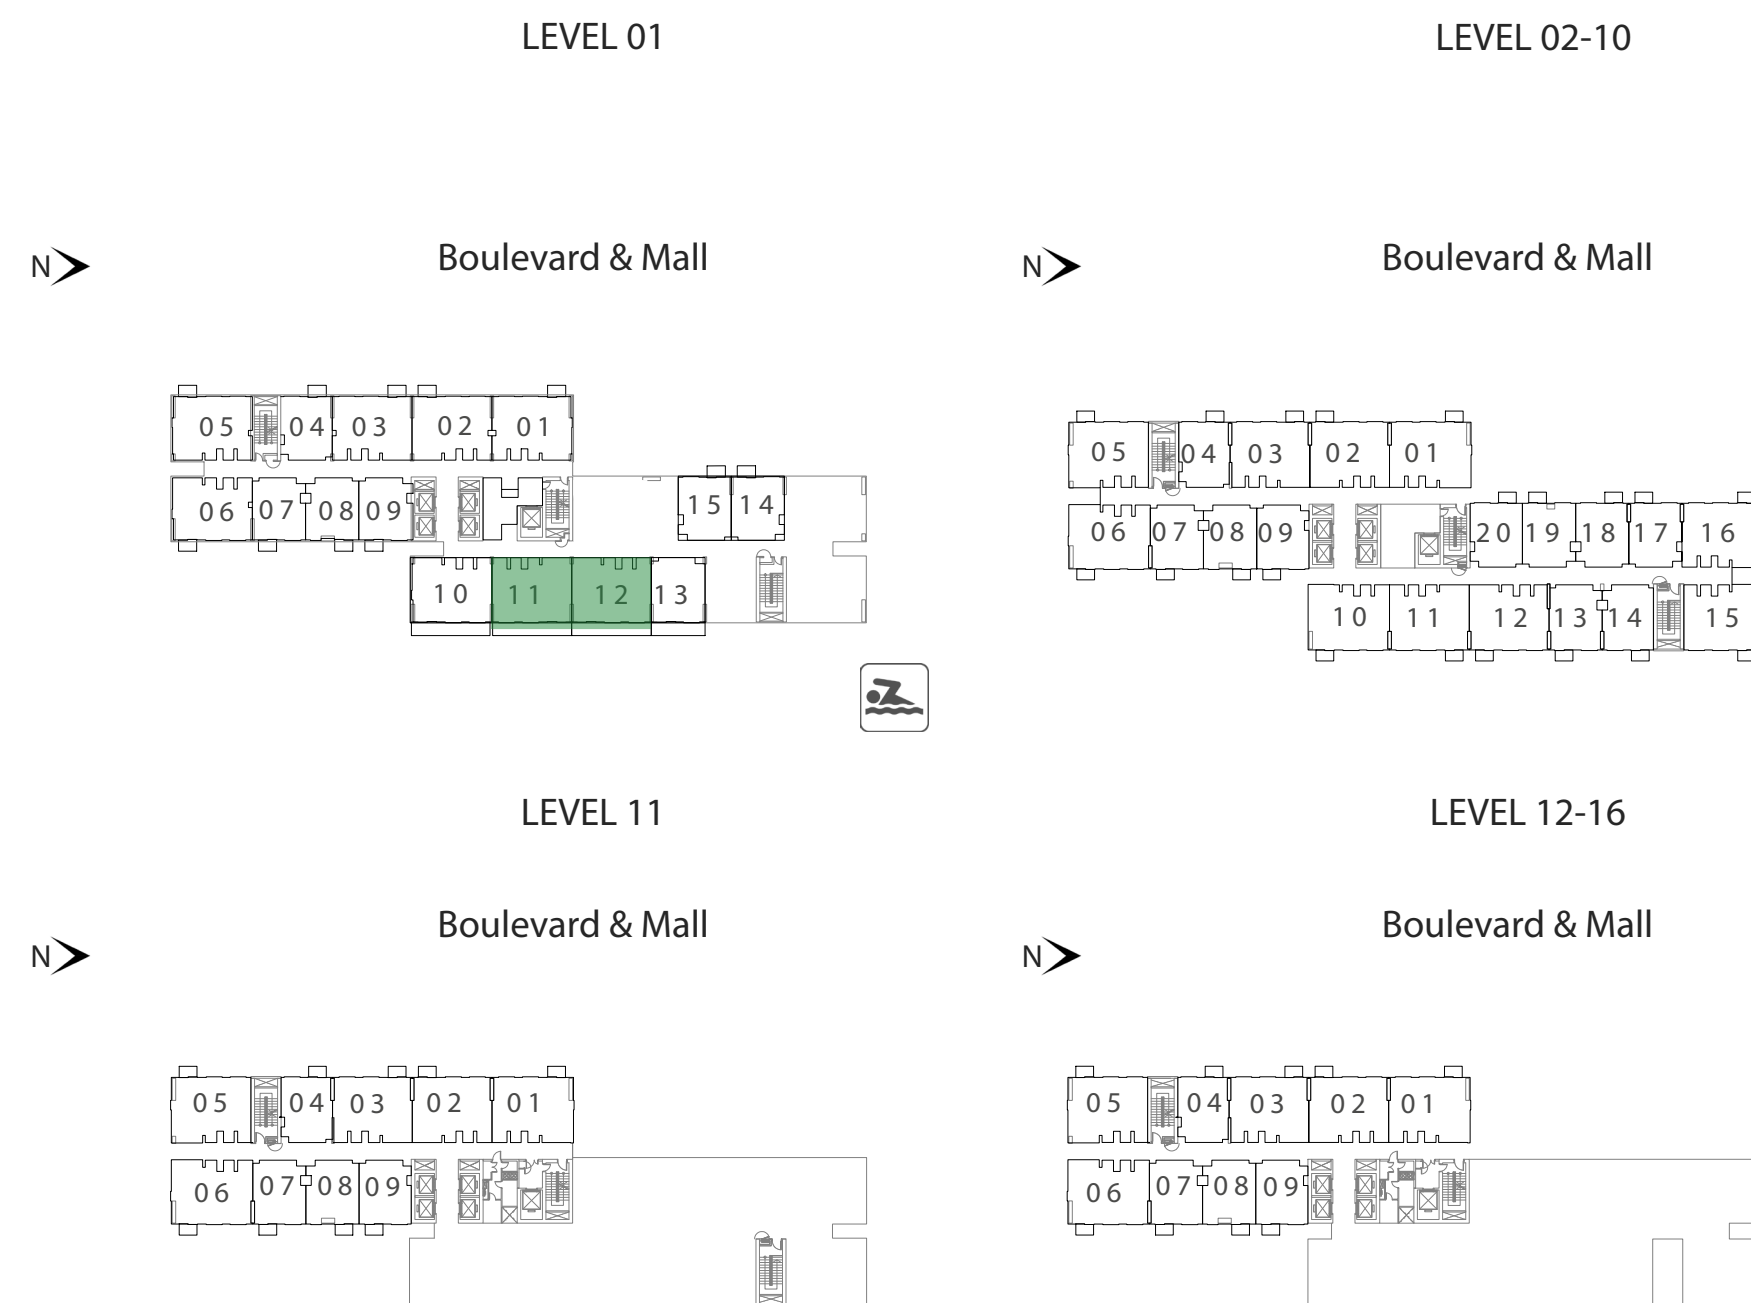 LEVEL 01
LEVEL 02-10
N
Boulevard & Mall
N
Boulevard & Mall
05 04 03 02 01
06 07 08 09
15 14
10 11 12 13
05 04 03 02 01
06 07 08 09
20 19 18 17 16
10 11 12 13 14 15
LEVEL 11
LEVEL 12-16
Boulevard & Mall
N
Boulevard & Mall
N
05 04 03 02 01
06 07 08 09
05 04 03 02 01
06 07 08 09